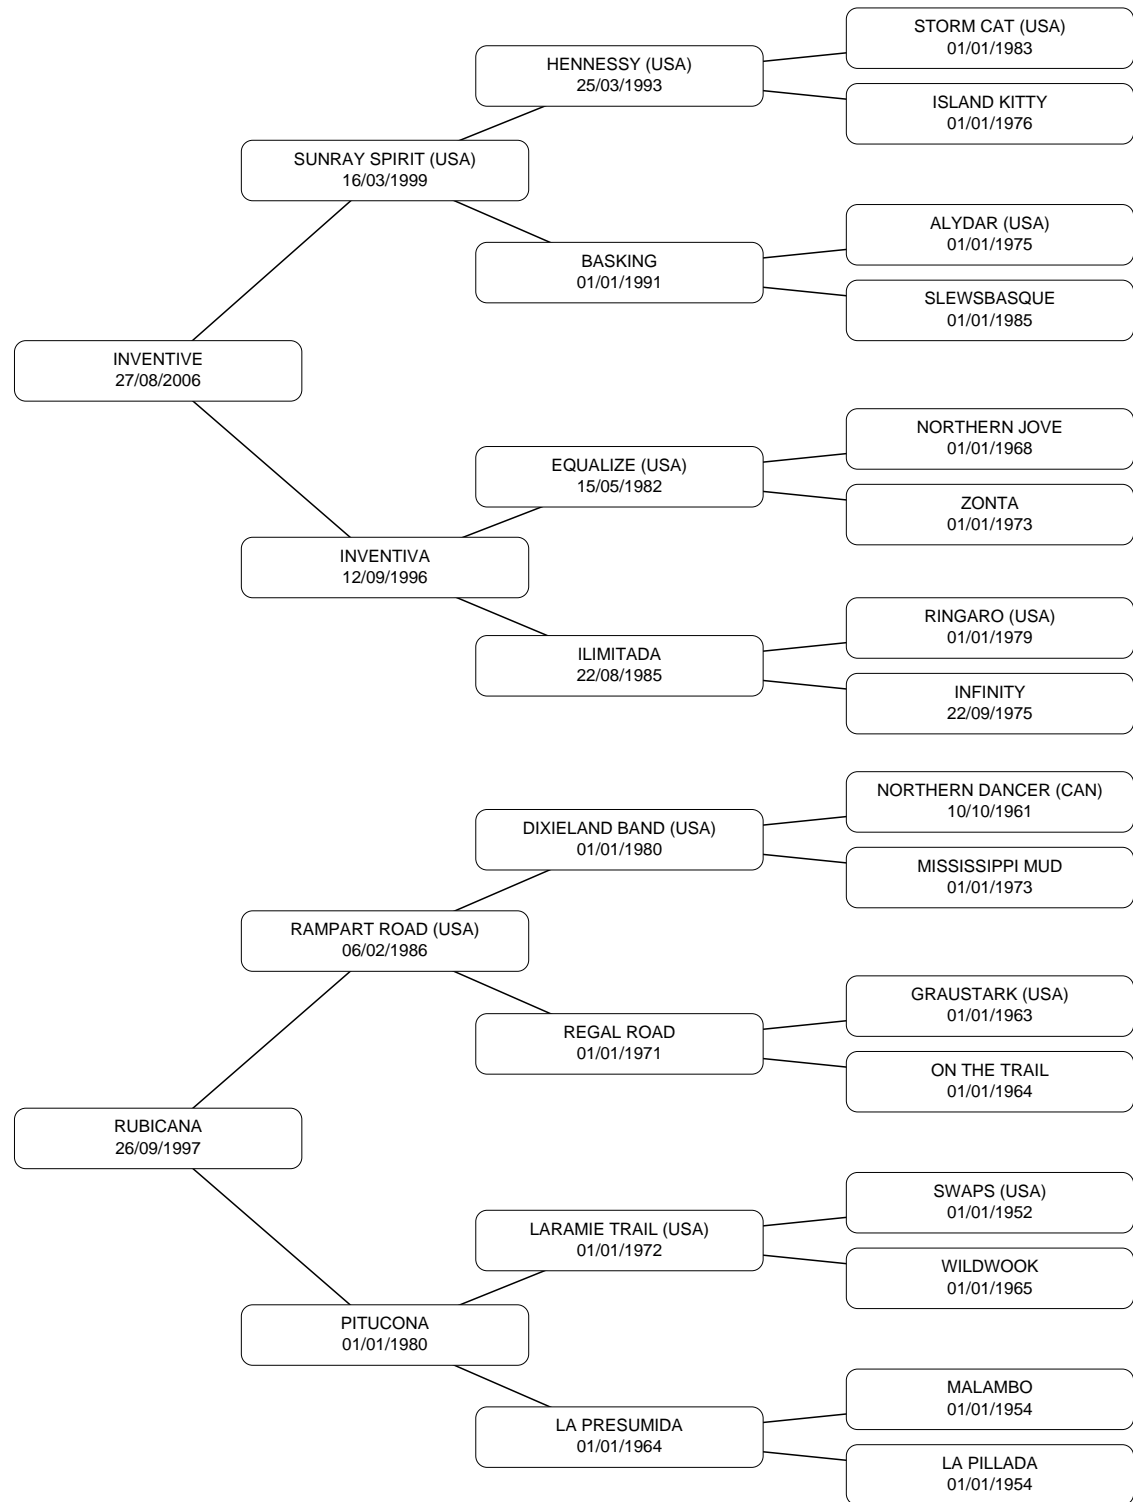 STORM CAT (USA)
01/01/1983
HENNESSY (USA)
25/03/1993
ISLAND KITTY
01/01/1976
SUNRAY SPIRIT (USA)
16/03/1999
ALYDAR (USA)
01/01/1975
BASKING
01/01/1991
SLEWSBASQUE
01/01/1985
INVENTIVE
27/08/2006
NORTHERN JOVE
01/01/1968
EQUALIZE (USA)
15/05/1982
ZONTA
01/01/1973
INVENTIVA
12/09/1996
RINGARO (USA)
01/01/1979
ILIMITADA
22/08/1985
INFINITY
22/09/1975
NORTHERN DANCER (CAN)
10/10/1961
DIXIELAND BAND (USA)
01/01/1980
MISSISSIPPI MUD
01/01/1973
RAMPART ROAD (USA)
06/02/1986
GRAUSTARK (USA)
01/01/1963
REGAL ROAD
01/01/1971
ON THE TRAIL
01/01/1964
RUBICANA
26/09/1997
SWAPS (USA)
01/01/1952
LARAMIE TRAIL (USA)
01/01/1972
WILDWOOK
01/01/1965
PITUCONA
01/01/1980
MALAMBO
01/01/1954
LA PRESUMIDA
01/01/1964
LA PILLADA
01/01/1954